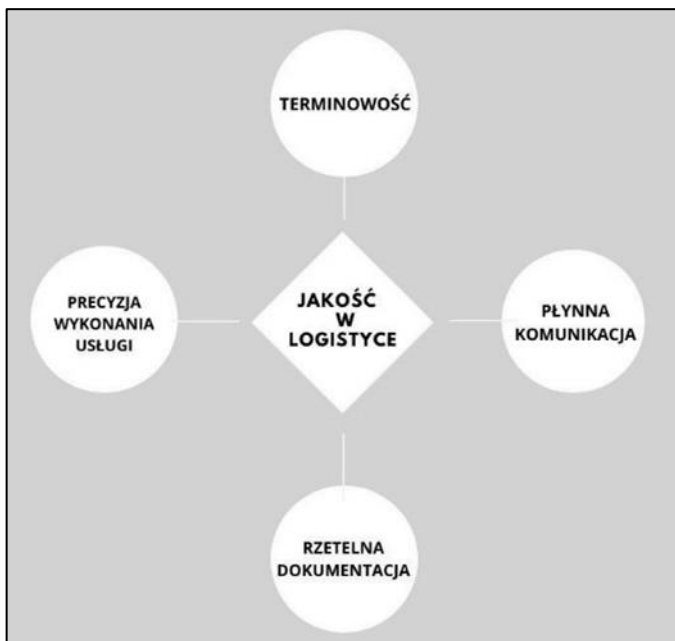 TERMINOWOŚĆ
PRECYZJA
WYKONANIA
USŁUGI
JAKOŚĆ
W
LOGISTYCE
PŁYNNA
KOMUNIKACJA
RZETELNA
DOKUMENTACJA